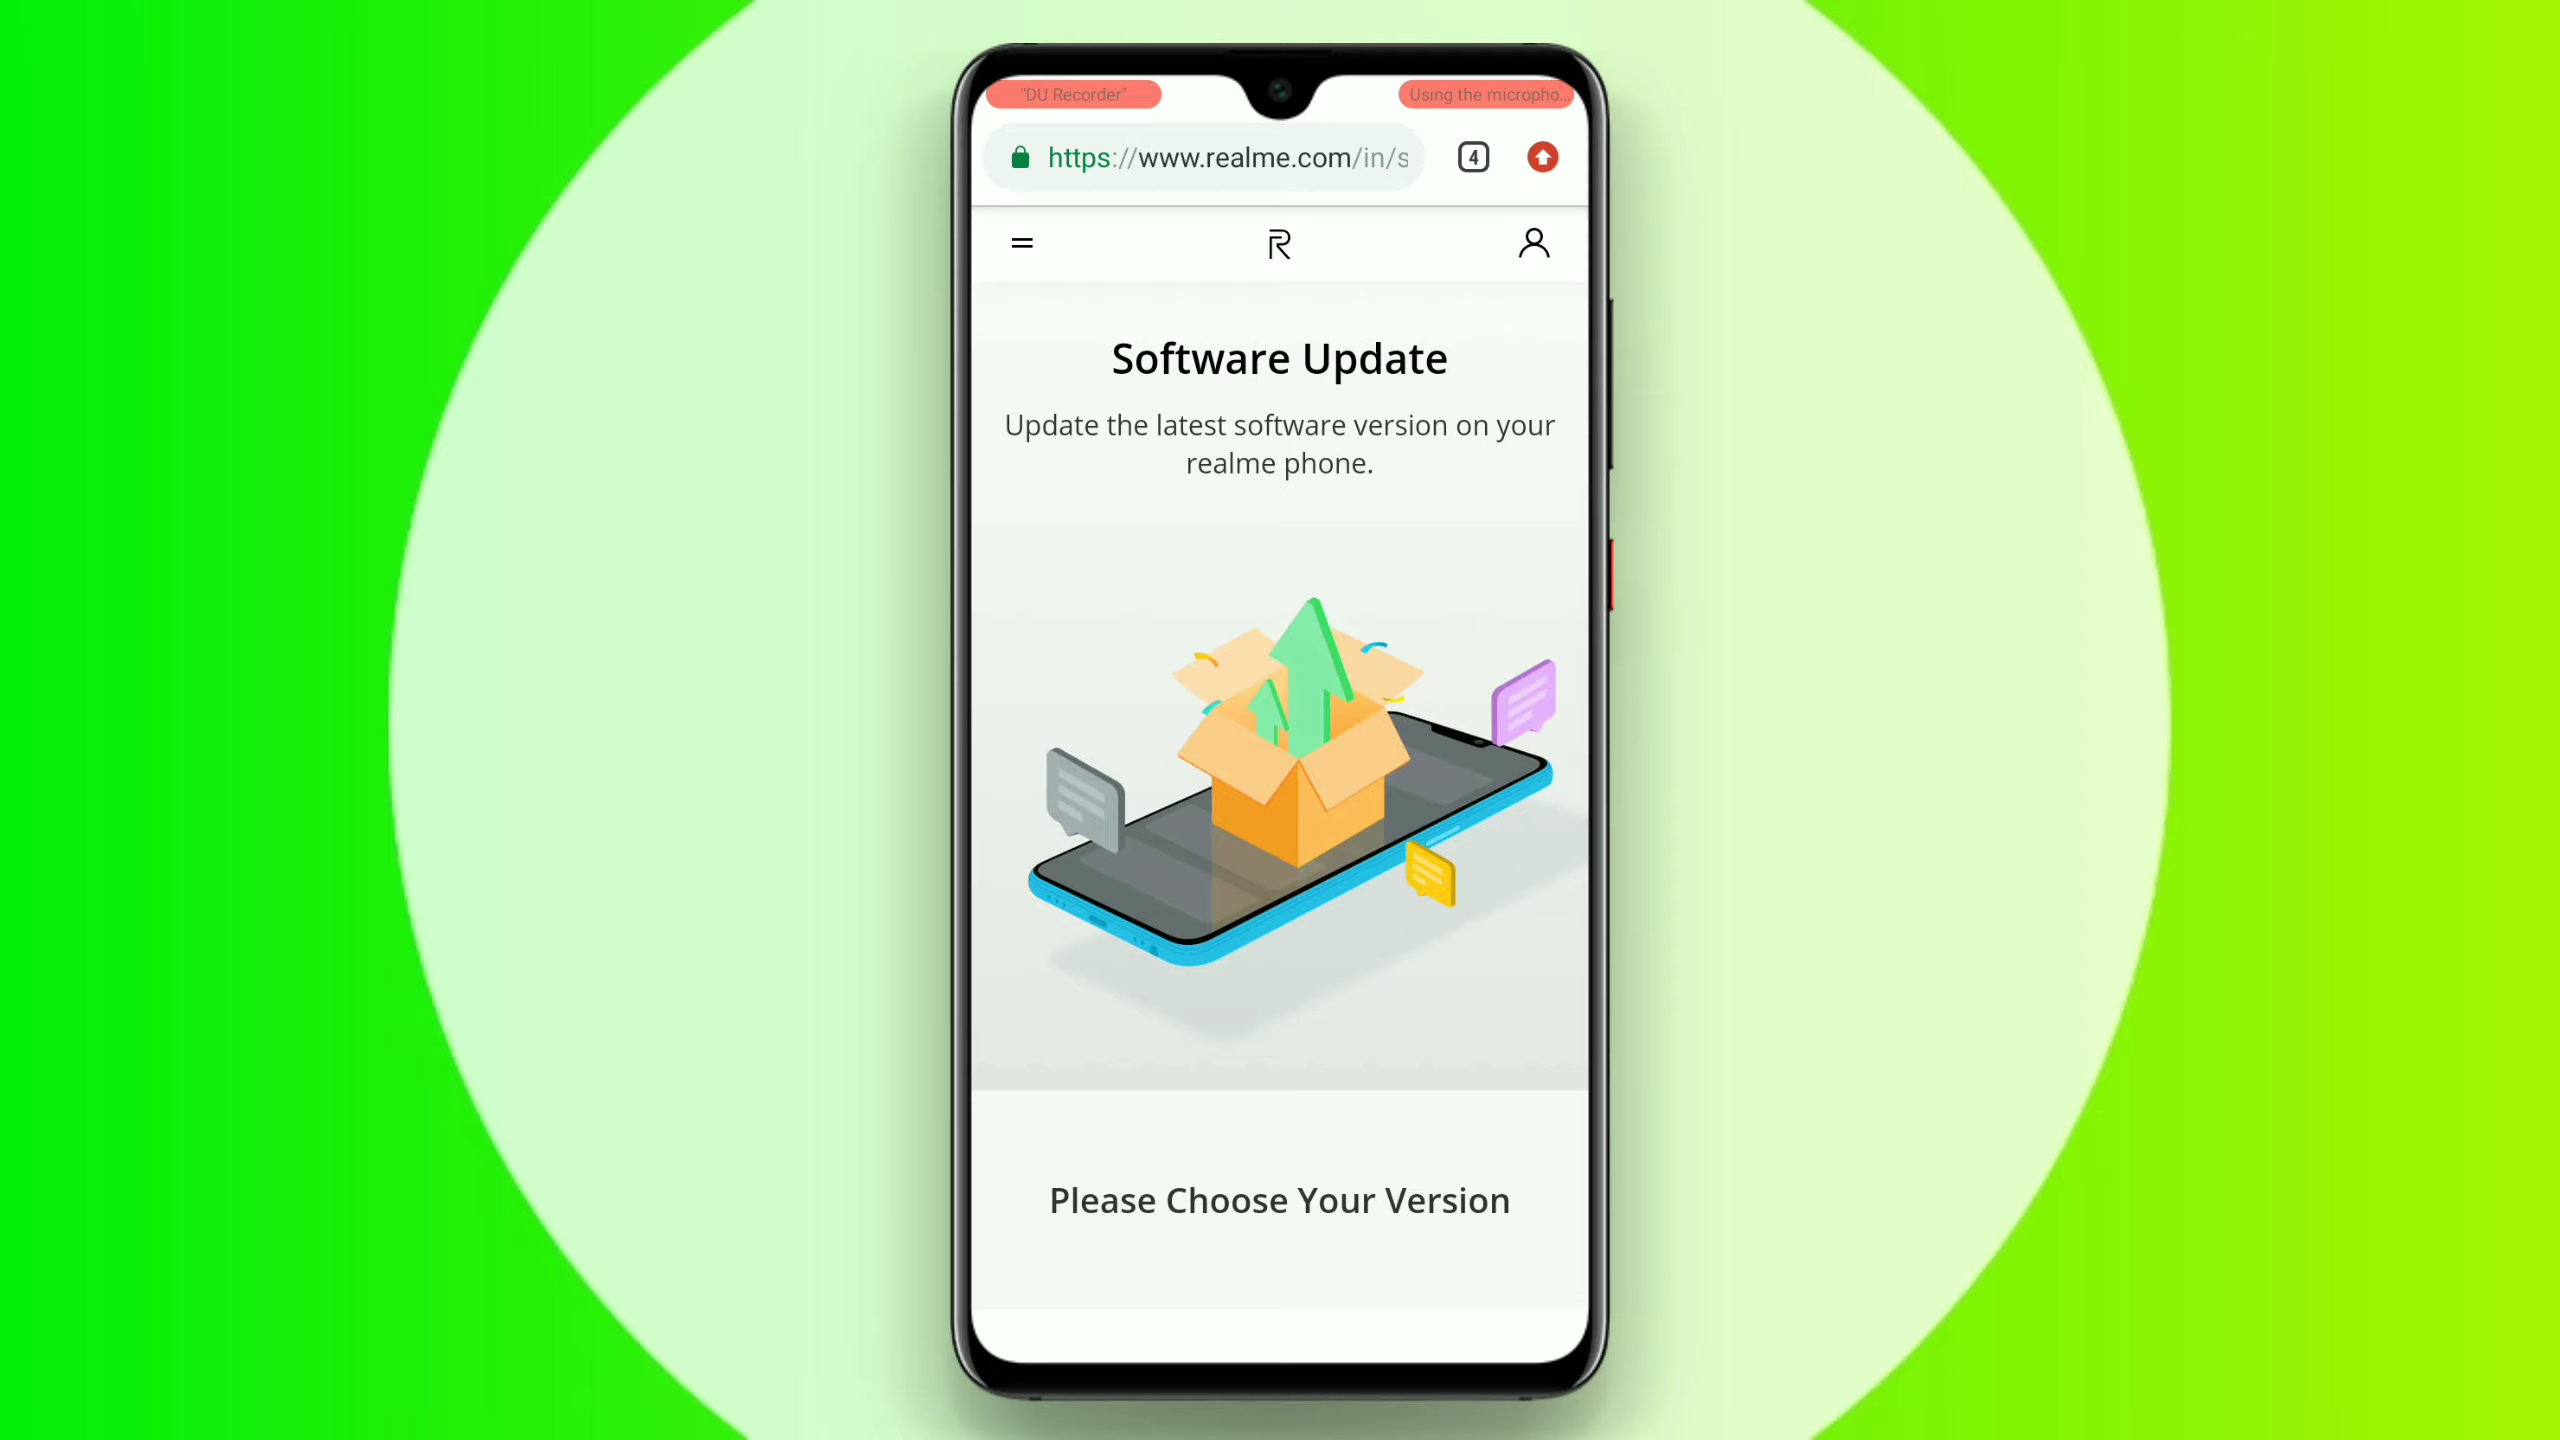 "DU Recorder"
Using the micropho...
https://www.realme.com/in/s
4
Software Update
Update the latest software version on your
realme phone.
Please Choose Your Version